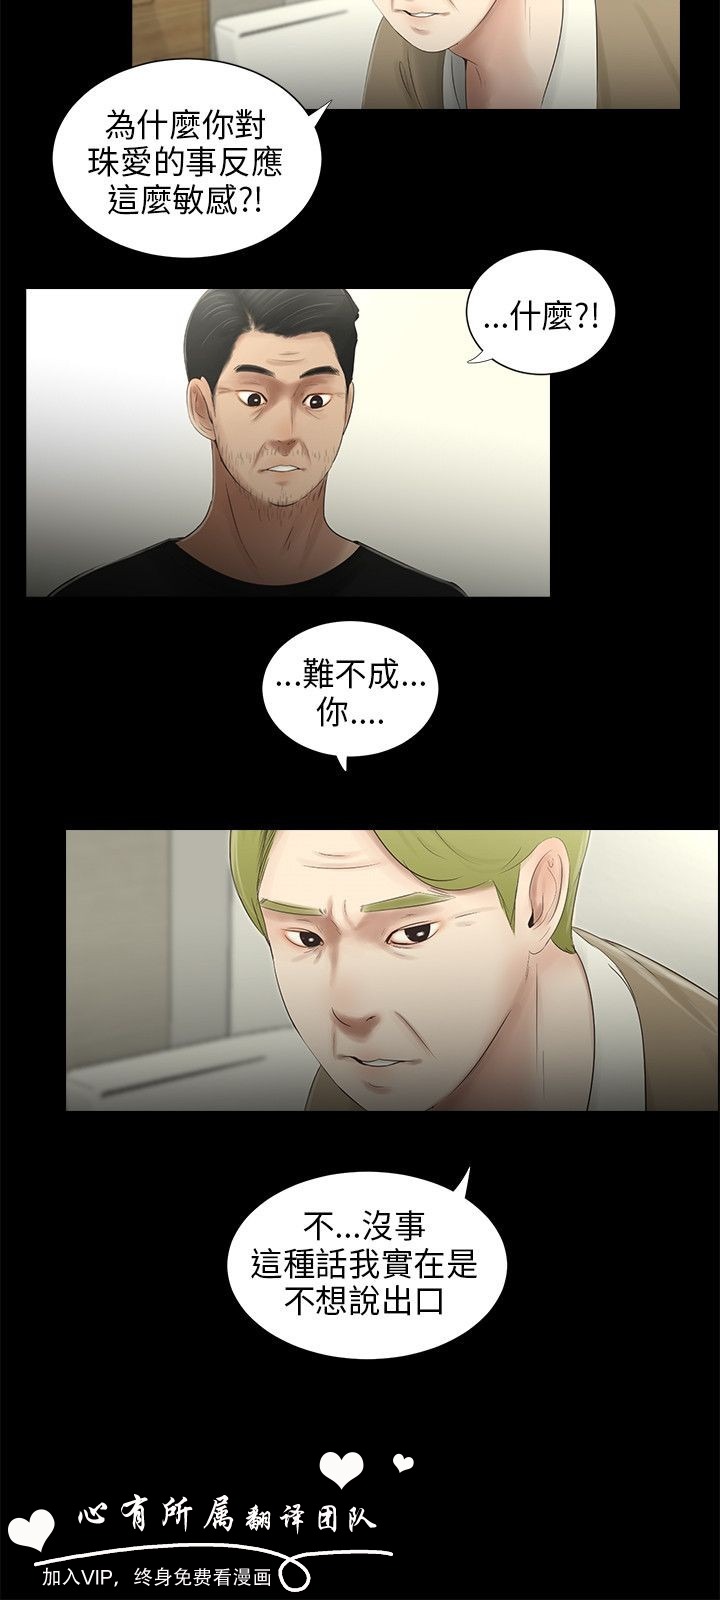 為什麼你對
珠愛的事反應
這麼敏感?!
...什麼?!
...難不成...
你....
不...沒事
這種話我實在是
不想說出口
心有所属翻译团队
加入VIP，终身免费看漫画